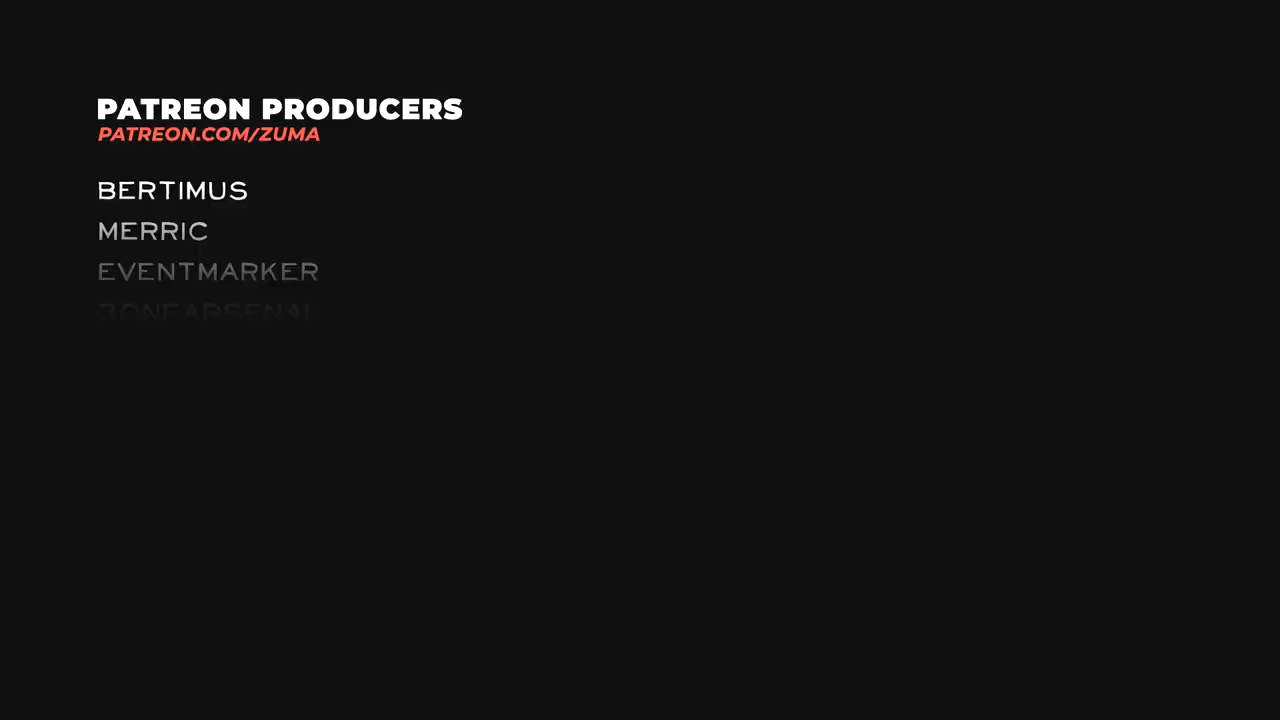 PATREON PRODUCERS
PATREON.COM/ZUMA
BERTIMUS
MERRIC
EVENTMARKER